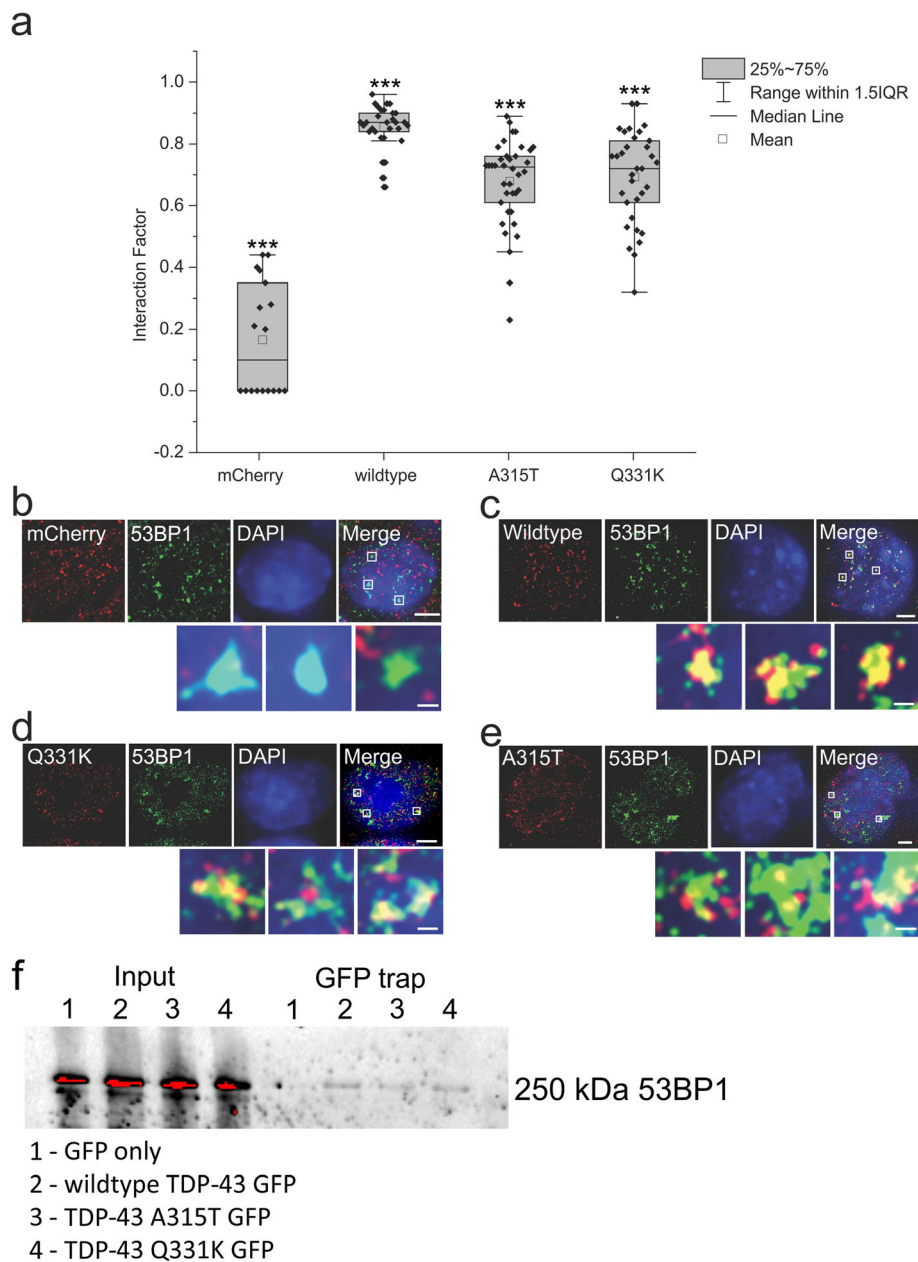 a
25%~75%
Range within 1.5IQR
Median Line
Mean
Interaction Factor
1.0
0.8
0.6
0.4
0.2
0.0
-0.2
***
***
***
***
mCherry
wildtype
A315T
Q331K
b
mCherry 53BP1 DAPI Merge
c
Wildtype 53BP1 DAPI Merge
d
Q331K 53BP1 DAPI Merge
e
A315T 53BP1 DAPI Merge
f
Input GFP trap
1 2 3 4 1 2 3 4
250 kDa 53BP1
1 - GFP only
2 - wildtype TDP-43 GFP
3 - TDP-43 A315T GFP
4 - TDP-43 Q331K GFP